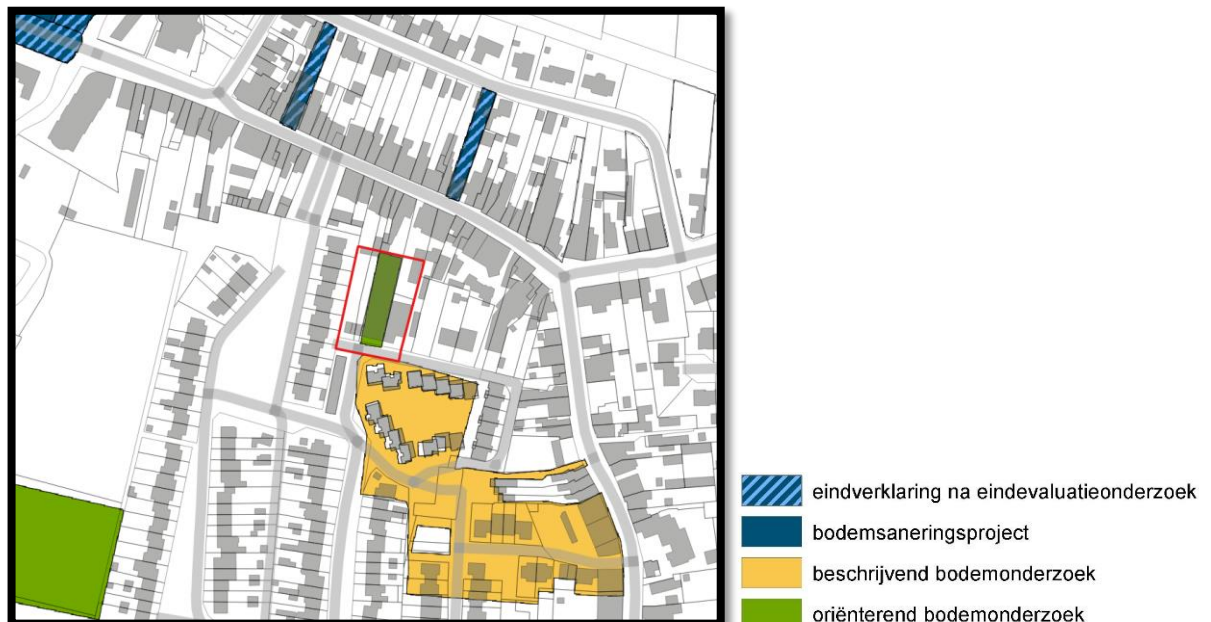 eindverklaring na eindevaluatieonderzoek
bodemsaneringsproject
beschrijvend bodemonderzoek
oriënterend bodemonderzoek